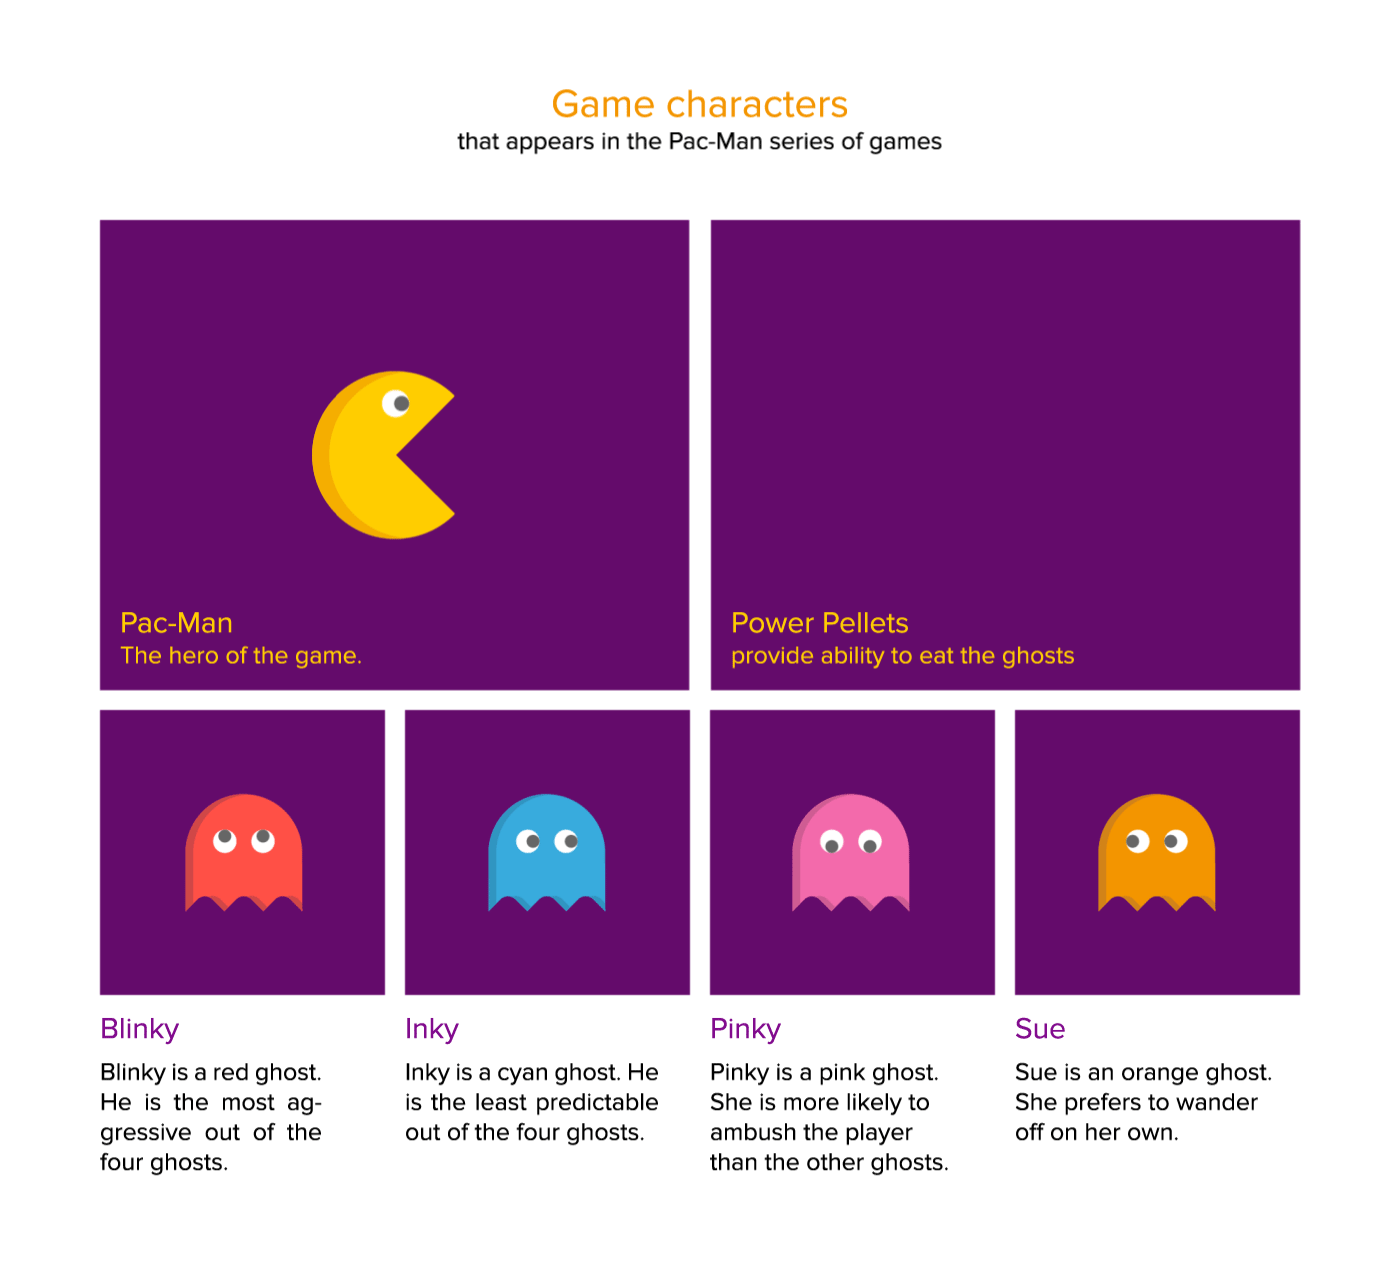 Game characters
that appears in the Pac-Man series of games
Pac-Man
The hero of the game.
Power Pellets
provide ability to eat the ghosts
Blinky
Blinky is a red ghost.
He is the most ag-
gressive out of the
four ghosts.
Inky
Inky is a cyan ghost. He
is the least predictable
out of the four ghosts.
Pinky
Pinky is a pink ghost.
She is more likely to
ambush the player
than the other ghosts.
Sue
Sue is an orange ghost.
She prefers to wander
off on her own.